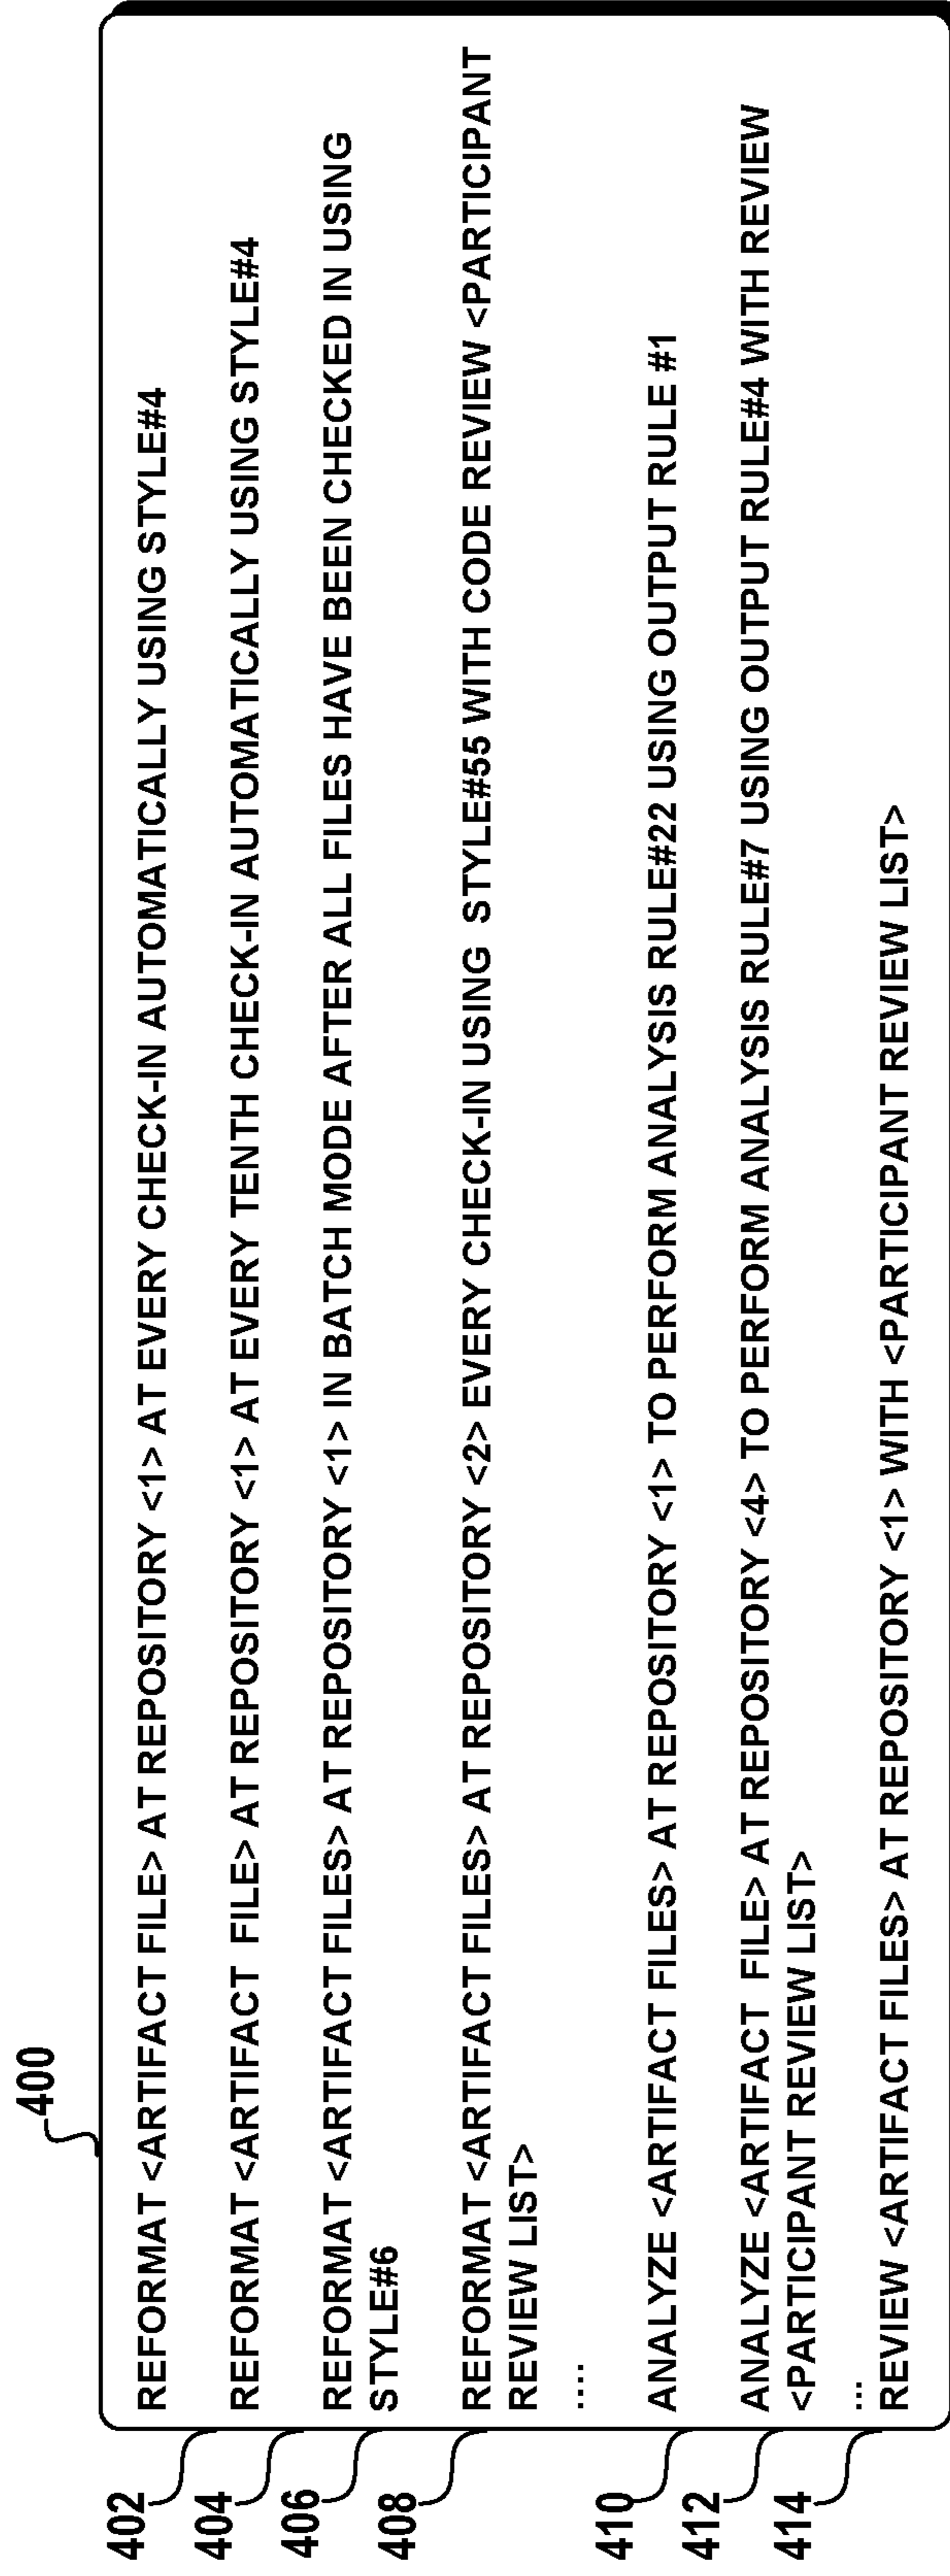 400
402 REFORMAT <ARTIFACT FILE> AT REPOSITORY <1> AT EVERY CHECK-IN AUTOMATICALLY USING STYLE#4
404 REFORMAT <ARTIFACT FILE> AT REPOSITORY <1> AT EVERY TENTH CHECK-IN AUTOMATICALLY USING STYLE#4
406 REFORMAT <ARTIFACT FILES> AT REPOSITORY <1> IN BATCH MODE AFTER ALL FILES HAVE BEEN CHECKED IN USING
STYLE#6
408 REFORMAT <ARTIFACT FILES> AT REPOSITORY <2> EVERY CHECK-IN USING STYLE#55 WITH CODE REVIEW <PARTICIPANT
REVIEW LIST>
....
410 ANALYZE <ARTIFACT FILES> AT REPOSITORY <1> TO PERFORM ANALYSIS RULE#22 USING OUTPUT RULE #1
412 ANALYZE <ARTIFACT FILE> AT REPOSITORY <4> TO PERFORM ANALYSIS RULE#7 USING OUTPUT RULE#4 WITH REVIEW
<PARTICIPANT REVIEW LIST>
...
414 REVIEW <ARTIFACT FILES> AT REPOSITORY <1> WITH <PARTICIPANT REVIEW LIST>